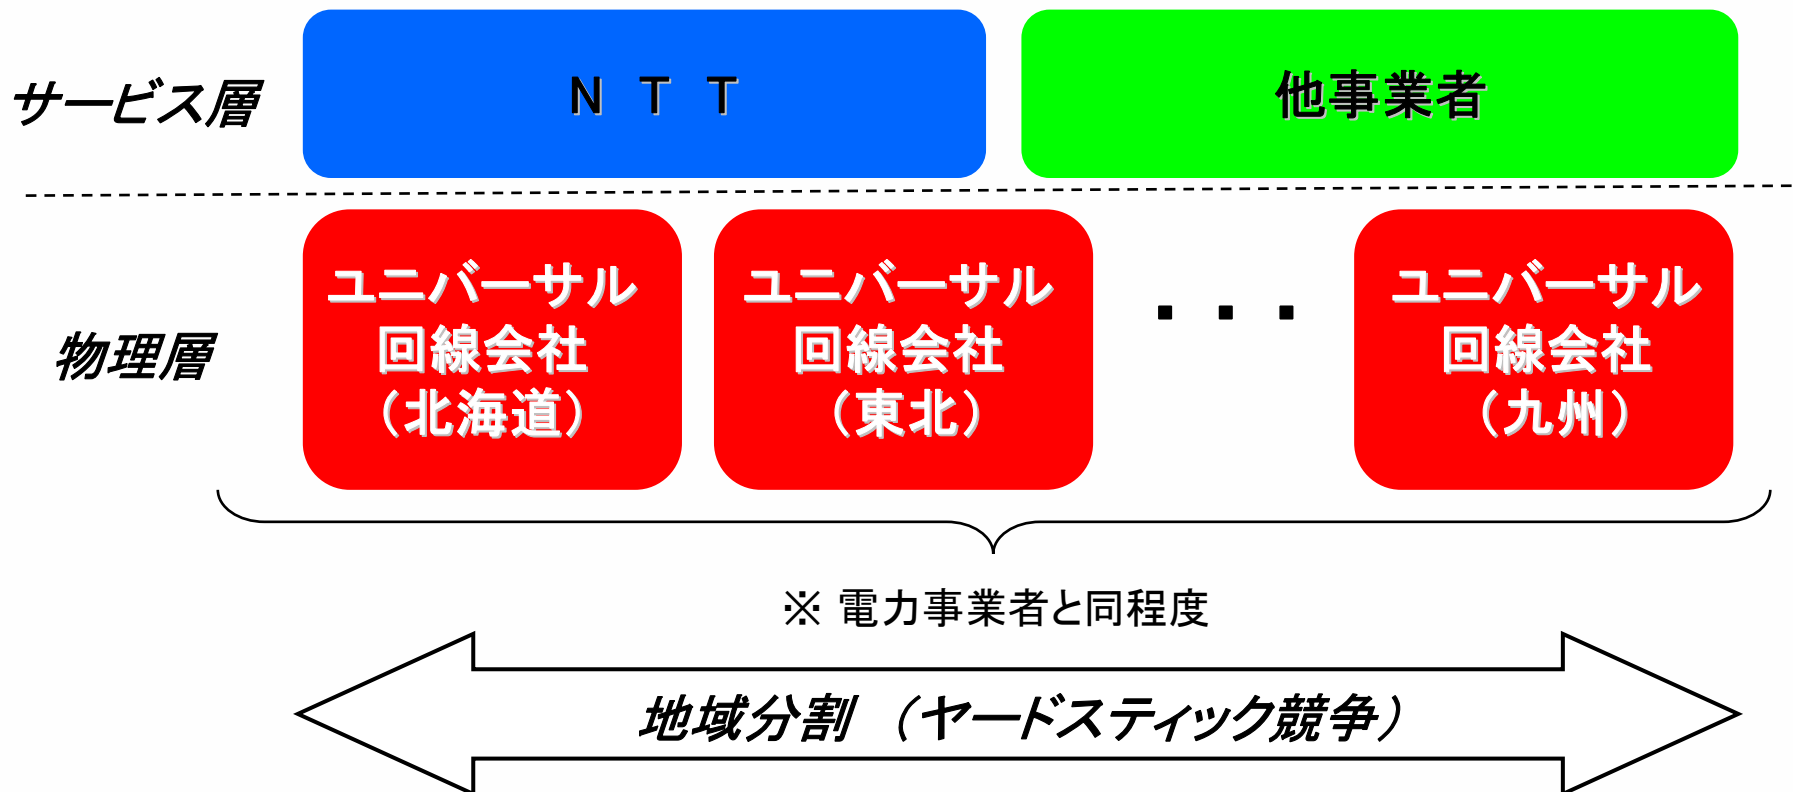 サービス層
Ｎ Ｔ Ｔ
他事業者
物理層
ユニバーサル
回線会社
（北海道）
ユニバーサル
回線会社
（東北）
・・・
ユニバーサル
回線会社
（九州）
※ 電力事業者と同程度
地域分割 （ヤードスティック競争）